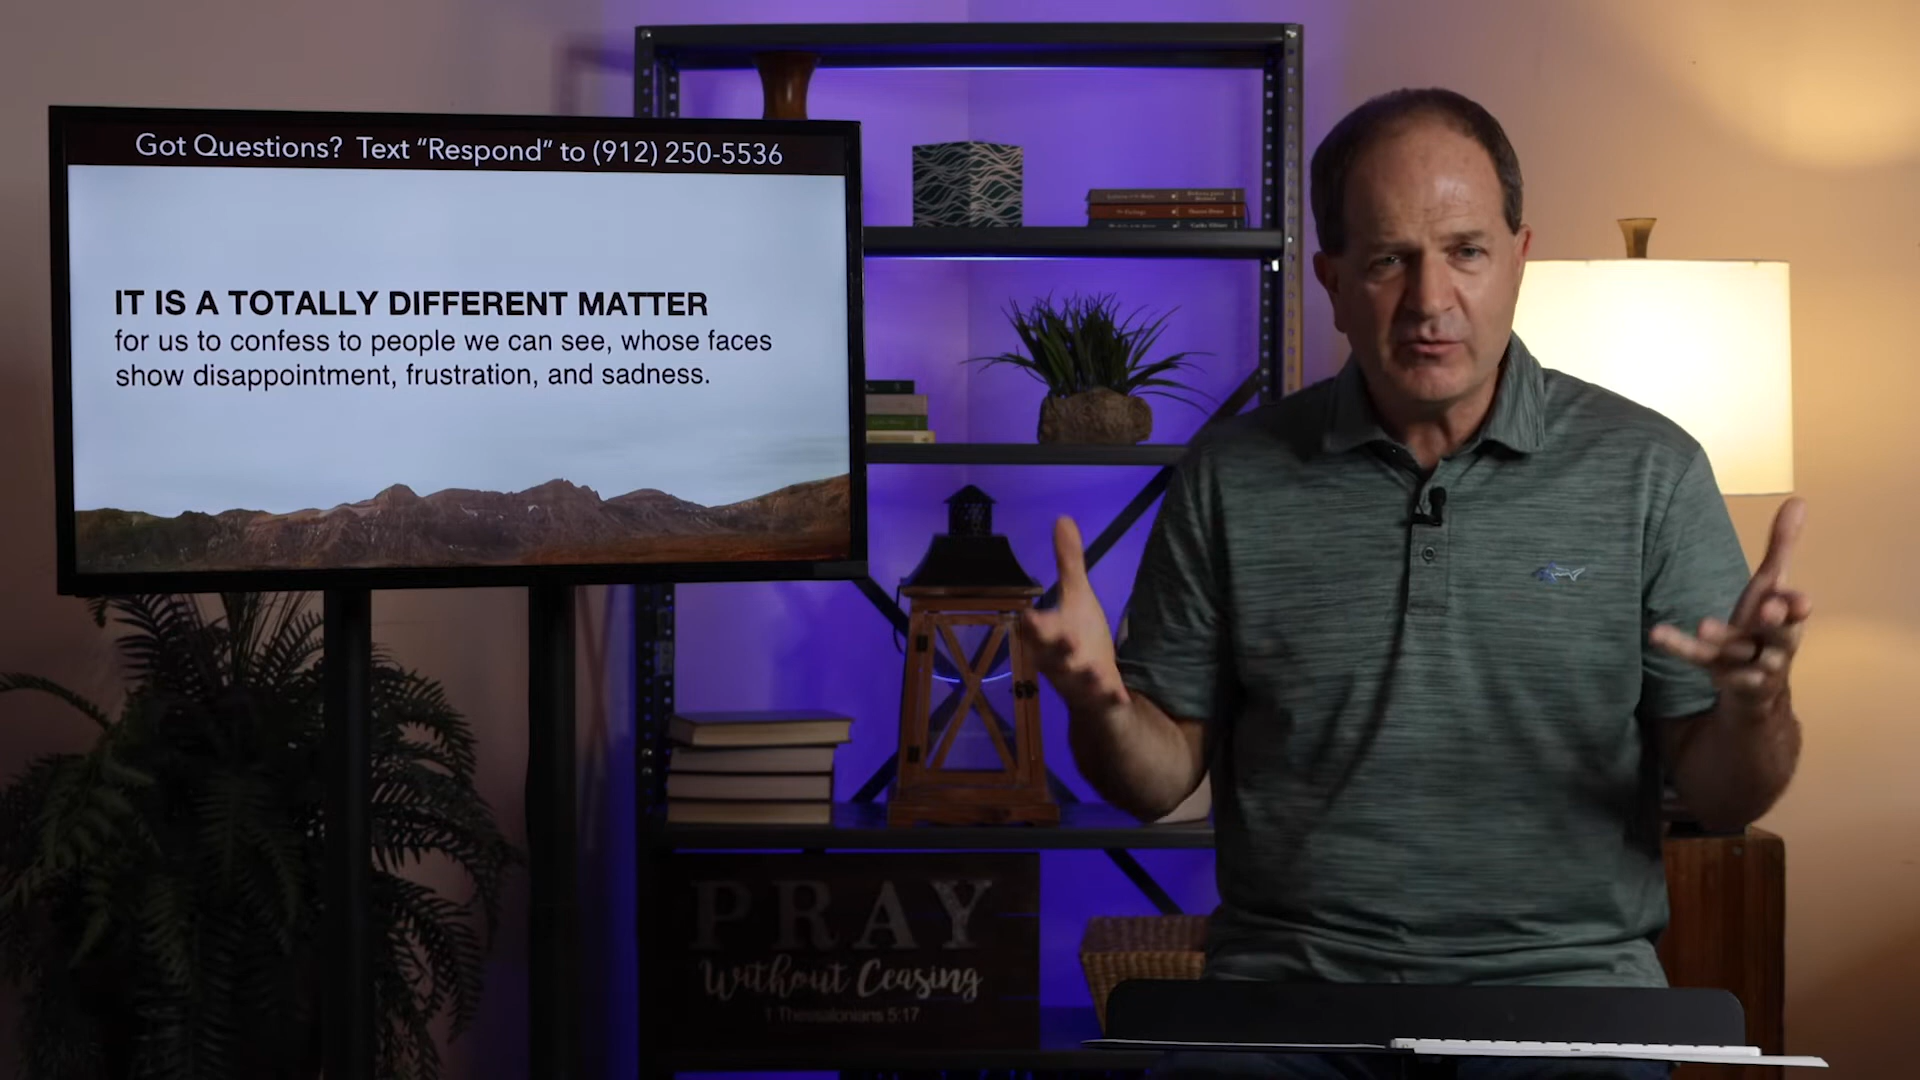 Got Questions? Text “Respond” to (912) 250-5536
IT IS A TOTALLY DIFFERENT MATTER
for us to confess to people we can see, whose faces
show disappointment, frustration, and sadness.
PRAY
Without Ceasing
1 Thessalonians 5:17